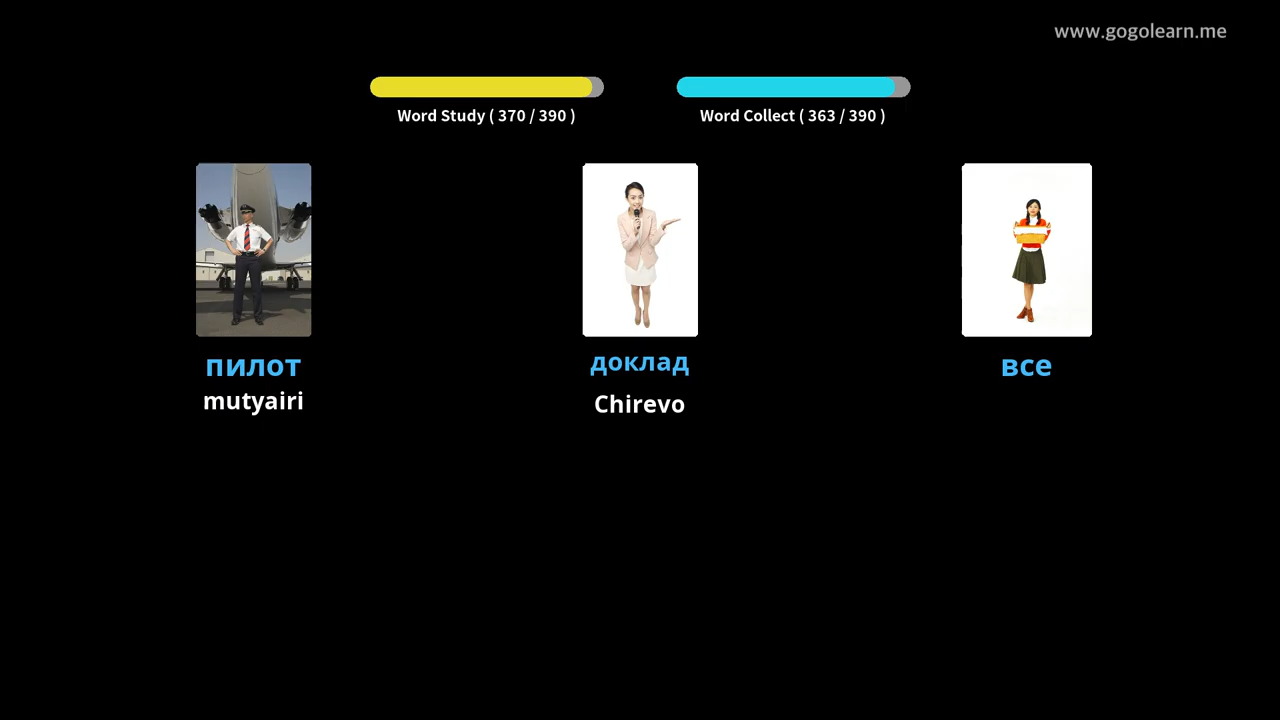 www.gogolearn.me
Word Study ( 370 / 390 )
Word Collect ( 363 / 390 )
пилот
mutyairi
доклад
Chirevo
все